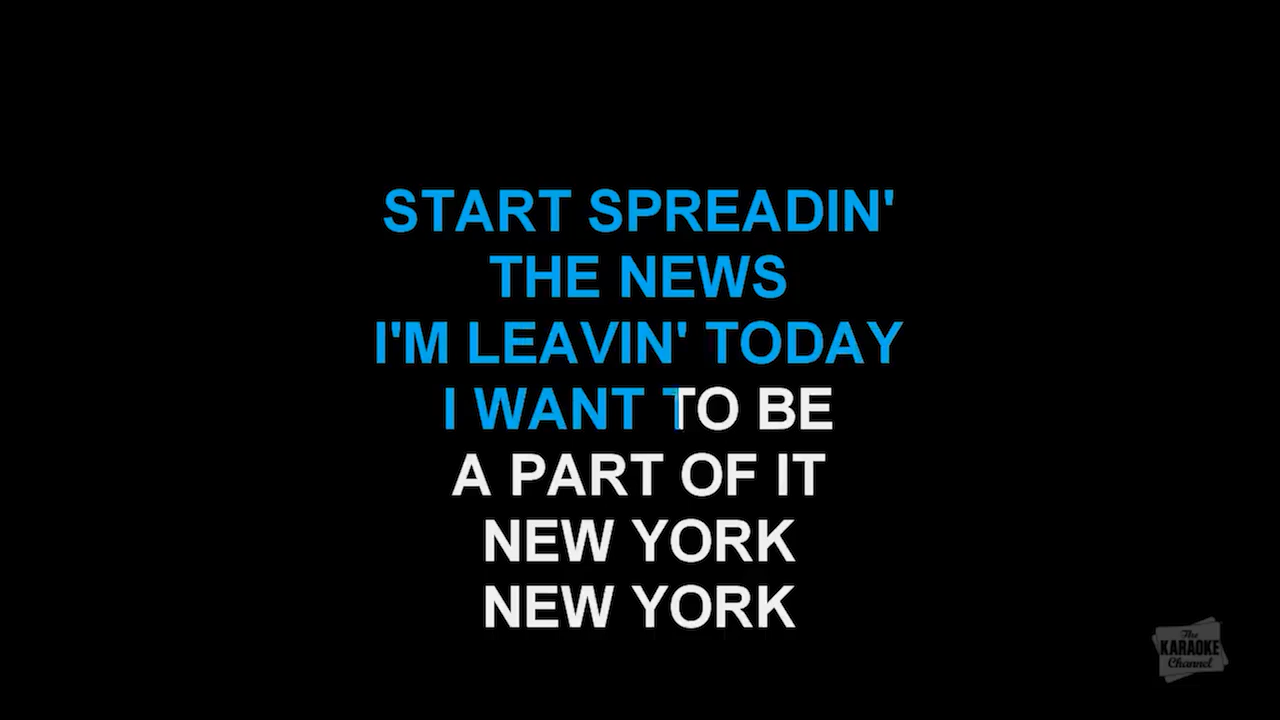 START SPREADIN'
THE NEWS
I'M LEAVIN' TODAY
I WANT TO BE
A PART OF IT
NEW YORK
NEW YORK
The
KARAOKE
Channel